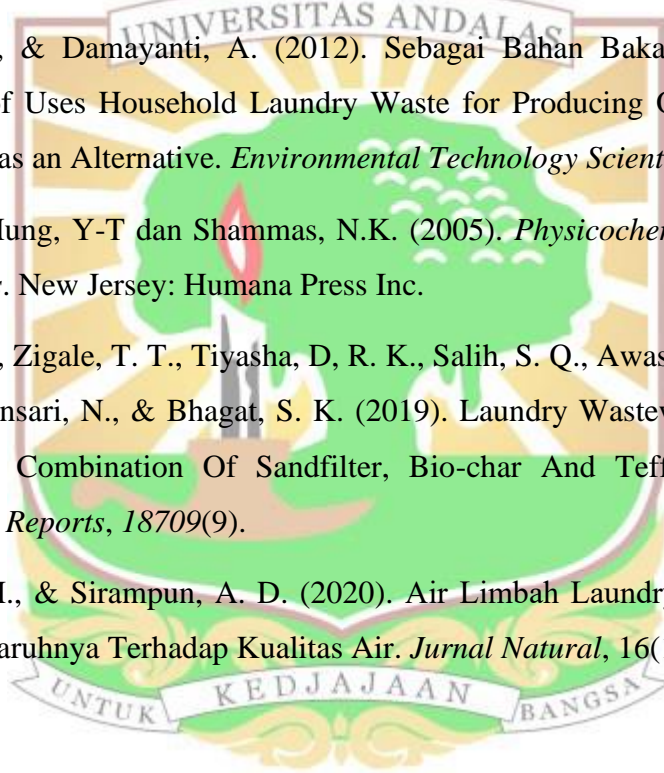 UNIVERSITAS ANDALAS
, & Damayanti, A. (2012). Sebagai Bahan Baka
of Uses Household Laundry Waste for Producing
as an Alternative. Environmental Technology Scient
Hung, Y-T dan Shammas, N.K. (2005). Physicochem
. New Jersey: Humana Press Inc.
, Zigale, T. T., Tiyasha, D, R. K., Salih, S. Q., Awas
nsari, N., & Bhagat, S. K. (2019). Laundry Wastew
Combination Of Sandfilter, Bio-char And Teff
Reports, 18709(9).
., & Sirampun, A. D. (2020). Air Limbah Laundry
aruhnya Terhadap Kualitas Air. Jurnal Natural, 16(
UNTUK KEDJAJAAN BANGSA